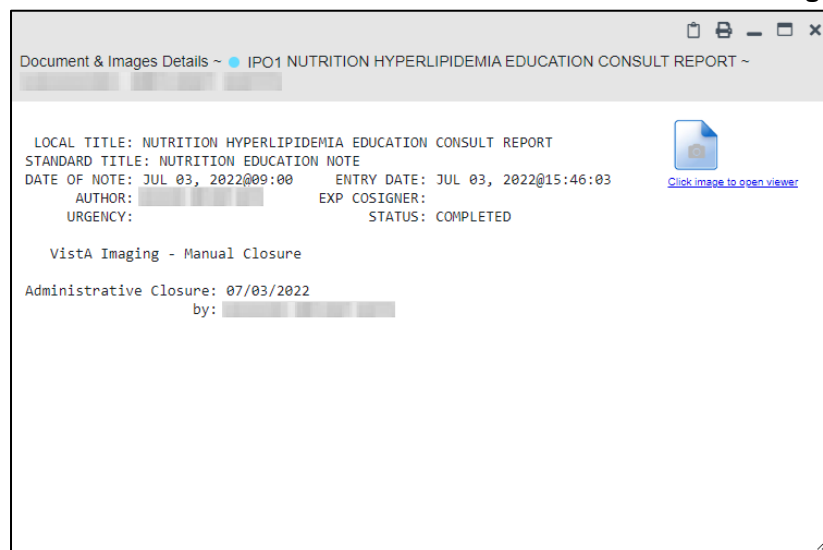 Document & Images Details ~ IPO1 NUTRITION HYPERLIPIDEMIA EDUCATION CONSULT REPORT ~
LOCAL TITLE: NUTRITION HYPERLIPIDEMIA EDUCATION CONSULT REPORT
STANDARD TITLE: NUTRITION EDUCATION NOTE
DATE OF NOTE: JUL 03, 2022@09:00 ENTRY DATE: JUL 03, 2022@15:46:03
Click image to open viewer
AUTHOR: EXP COSIGNER:
URGENCY: STATUS: COMPLETED
VistA Imaging - Manual Closure
Administrative Closure: 07/03/2022
by: